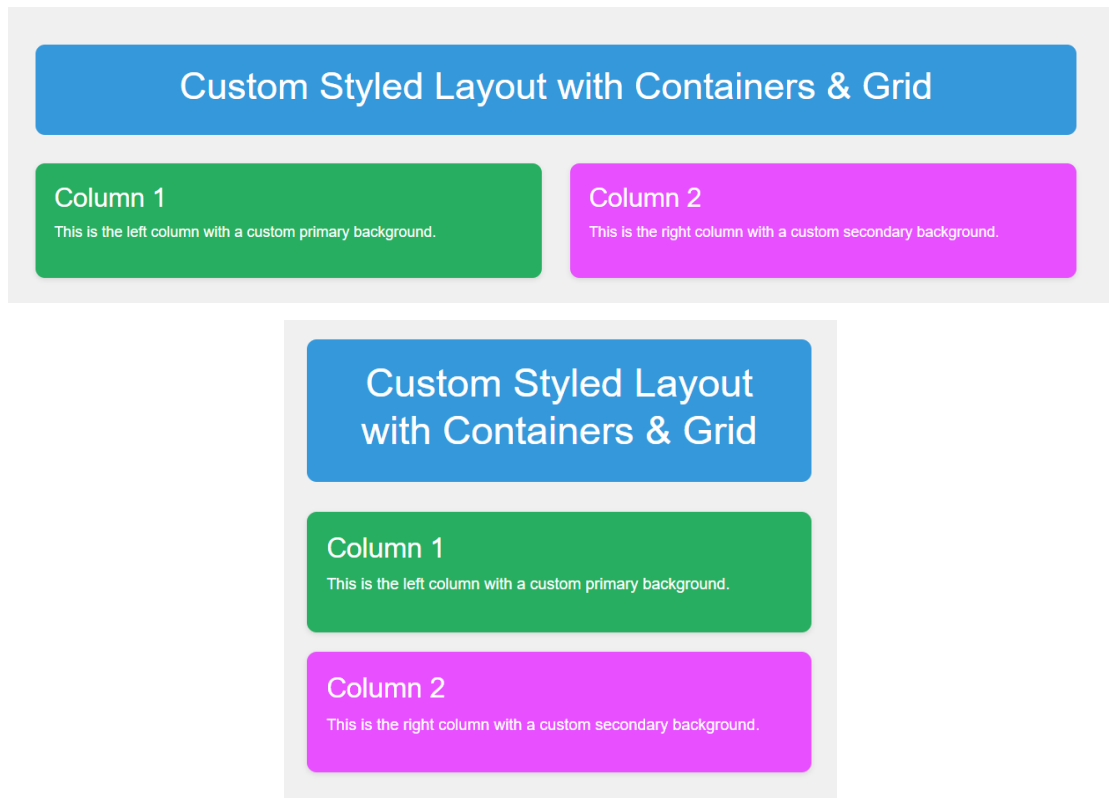 Custom Styled Layout with Containers & Grid
Column 1
This is the left column with a custom primary background.
Column 2
This is the right column with a custom secondary background.
Custom Styled Layout
with Containers & Grid
Column 1
This is the left column with a custom primary background.
Column 2
This is the right column with a custom secondary background.